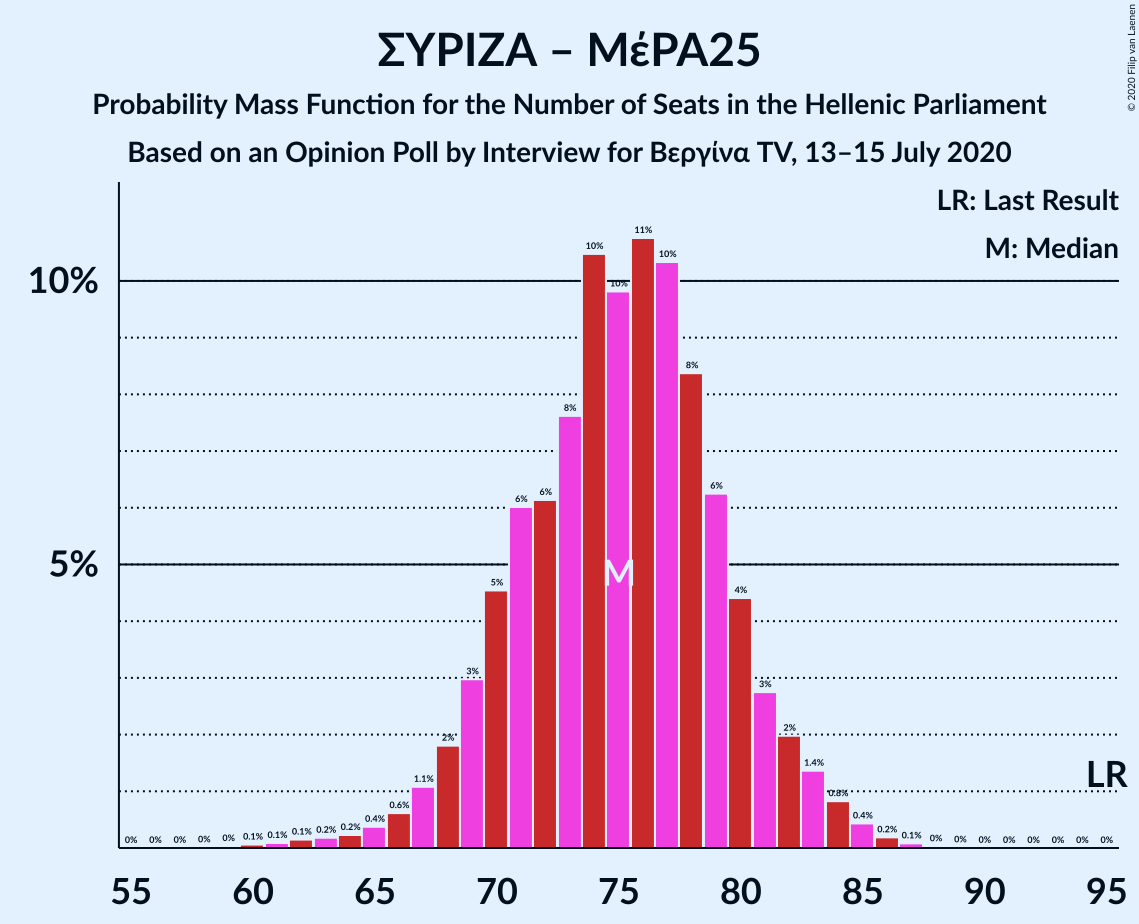 ΣΥΡΙΖΑ – ΜέΡΑ25
Probability Mass Function for the Number of Seats in the Hellenic Parliament
Based on an Opinion Poll by Interview for Βεργίνα TV, 13–15 July 2020
© 2020 Filip van Laenen
LR: Last Result
M: Median
10%
5%
0% 0% 0% 0% 0% 0.1% 0.1% 0.1% 0.2% 0.2% 0.4% 0.6% 1.1% 2% 3% 5% 6% 6% 8% 10% 10% 11% 10% 8% 6% 4% 3% 2% 1.4% 0.8% 0.4% 0.2% 0.1% 0% 0% 0% 0% 0% 0% 0% 0%
M
LR
55 60 65 70 75 80 85 90 95